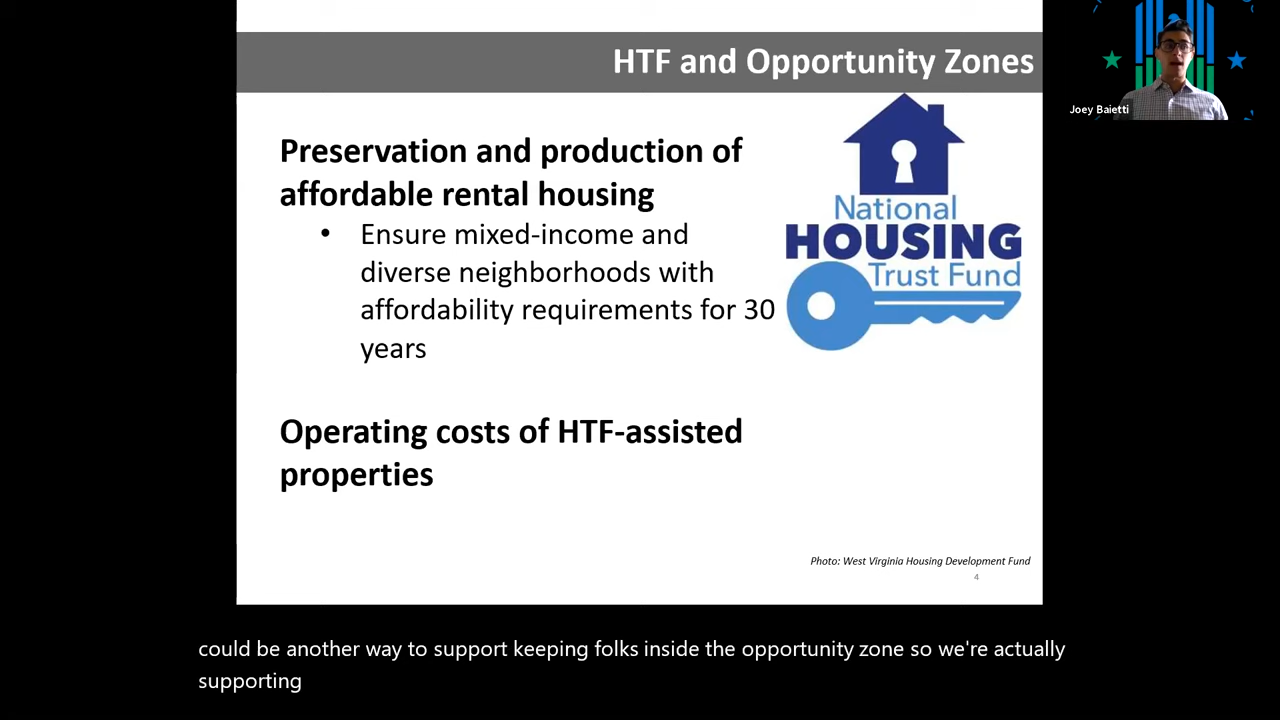 HTF and Opportunity Zones
Joey Baietti
Preservation and production of
affordable rental housing
• Ensure mixed-income and
diverse neighborhoods with
affordability requirements for 30
years
National
HOUSING
Trust Fund
Operating costs of HTF-assisted
properties
Photo: West Virginia Housing Development Fund
4
could be another way to support keeping folks inside the opportunity zone so we're actually
supporting